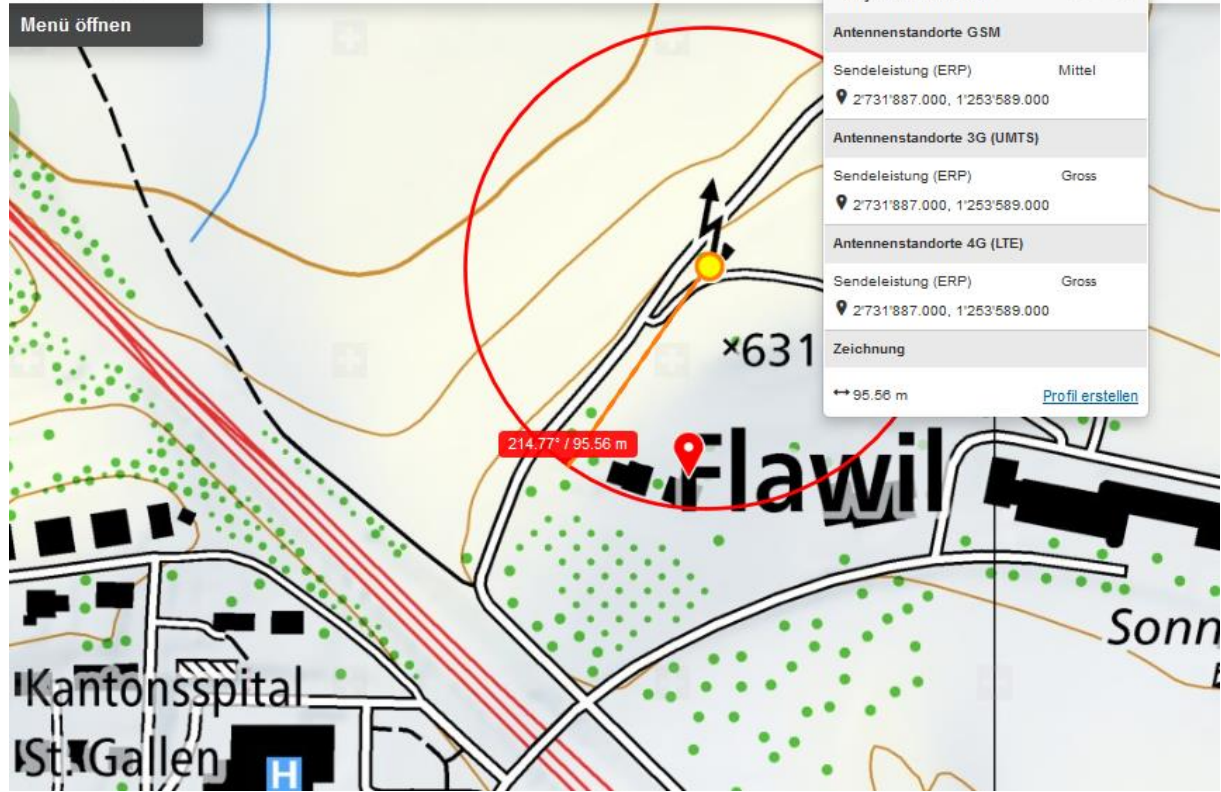 Menü öffnen
Antennenstandorte GSM
Sendeleistung (ERP) Mittel
2'731'887.000, 1'253'589.000
Antennenstandorte 3G (UMTS)
Sendeleistung (ERP) Gross
2'731'887.000, 1'253'589.000
Antennenstandorte 4G (LTE)
Sendeleistung (ERP) Gross
2'731'887.000, 1'253'589.000
Zeichnung
↔ 95.56 m Profil erstellen
×631
214.77° / 95.56 m
Flawil
Sonn
Kantonsspital
St. Gallen
H